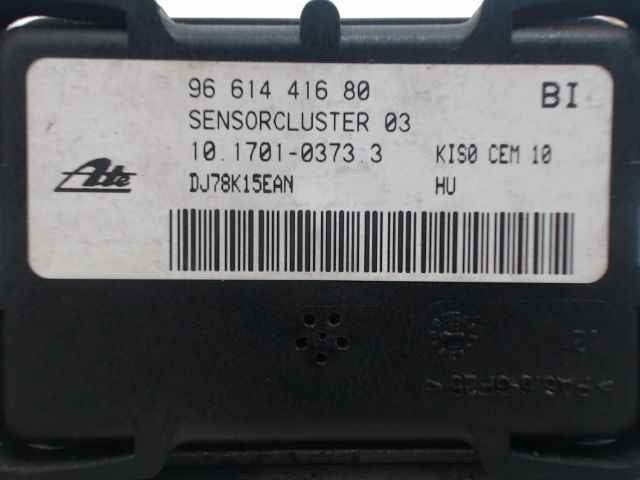 96 614 416 80 BI
SENSORCLUSTER 03
10.1701-0373.3 KIS0 CEM 10
Ate
DJ78K15EAN HU